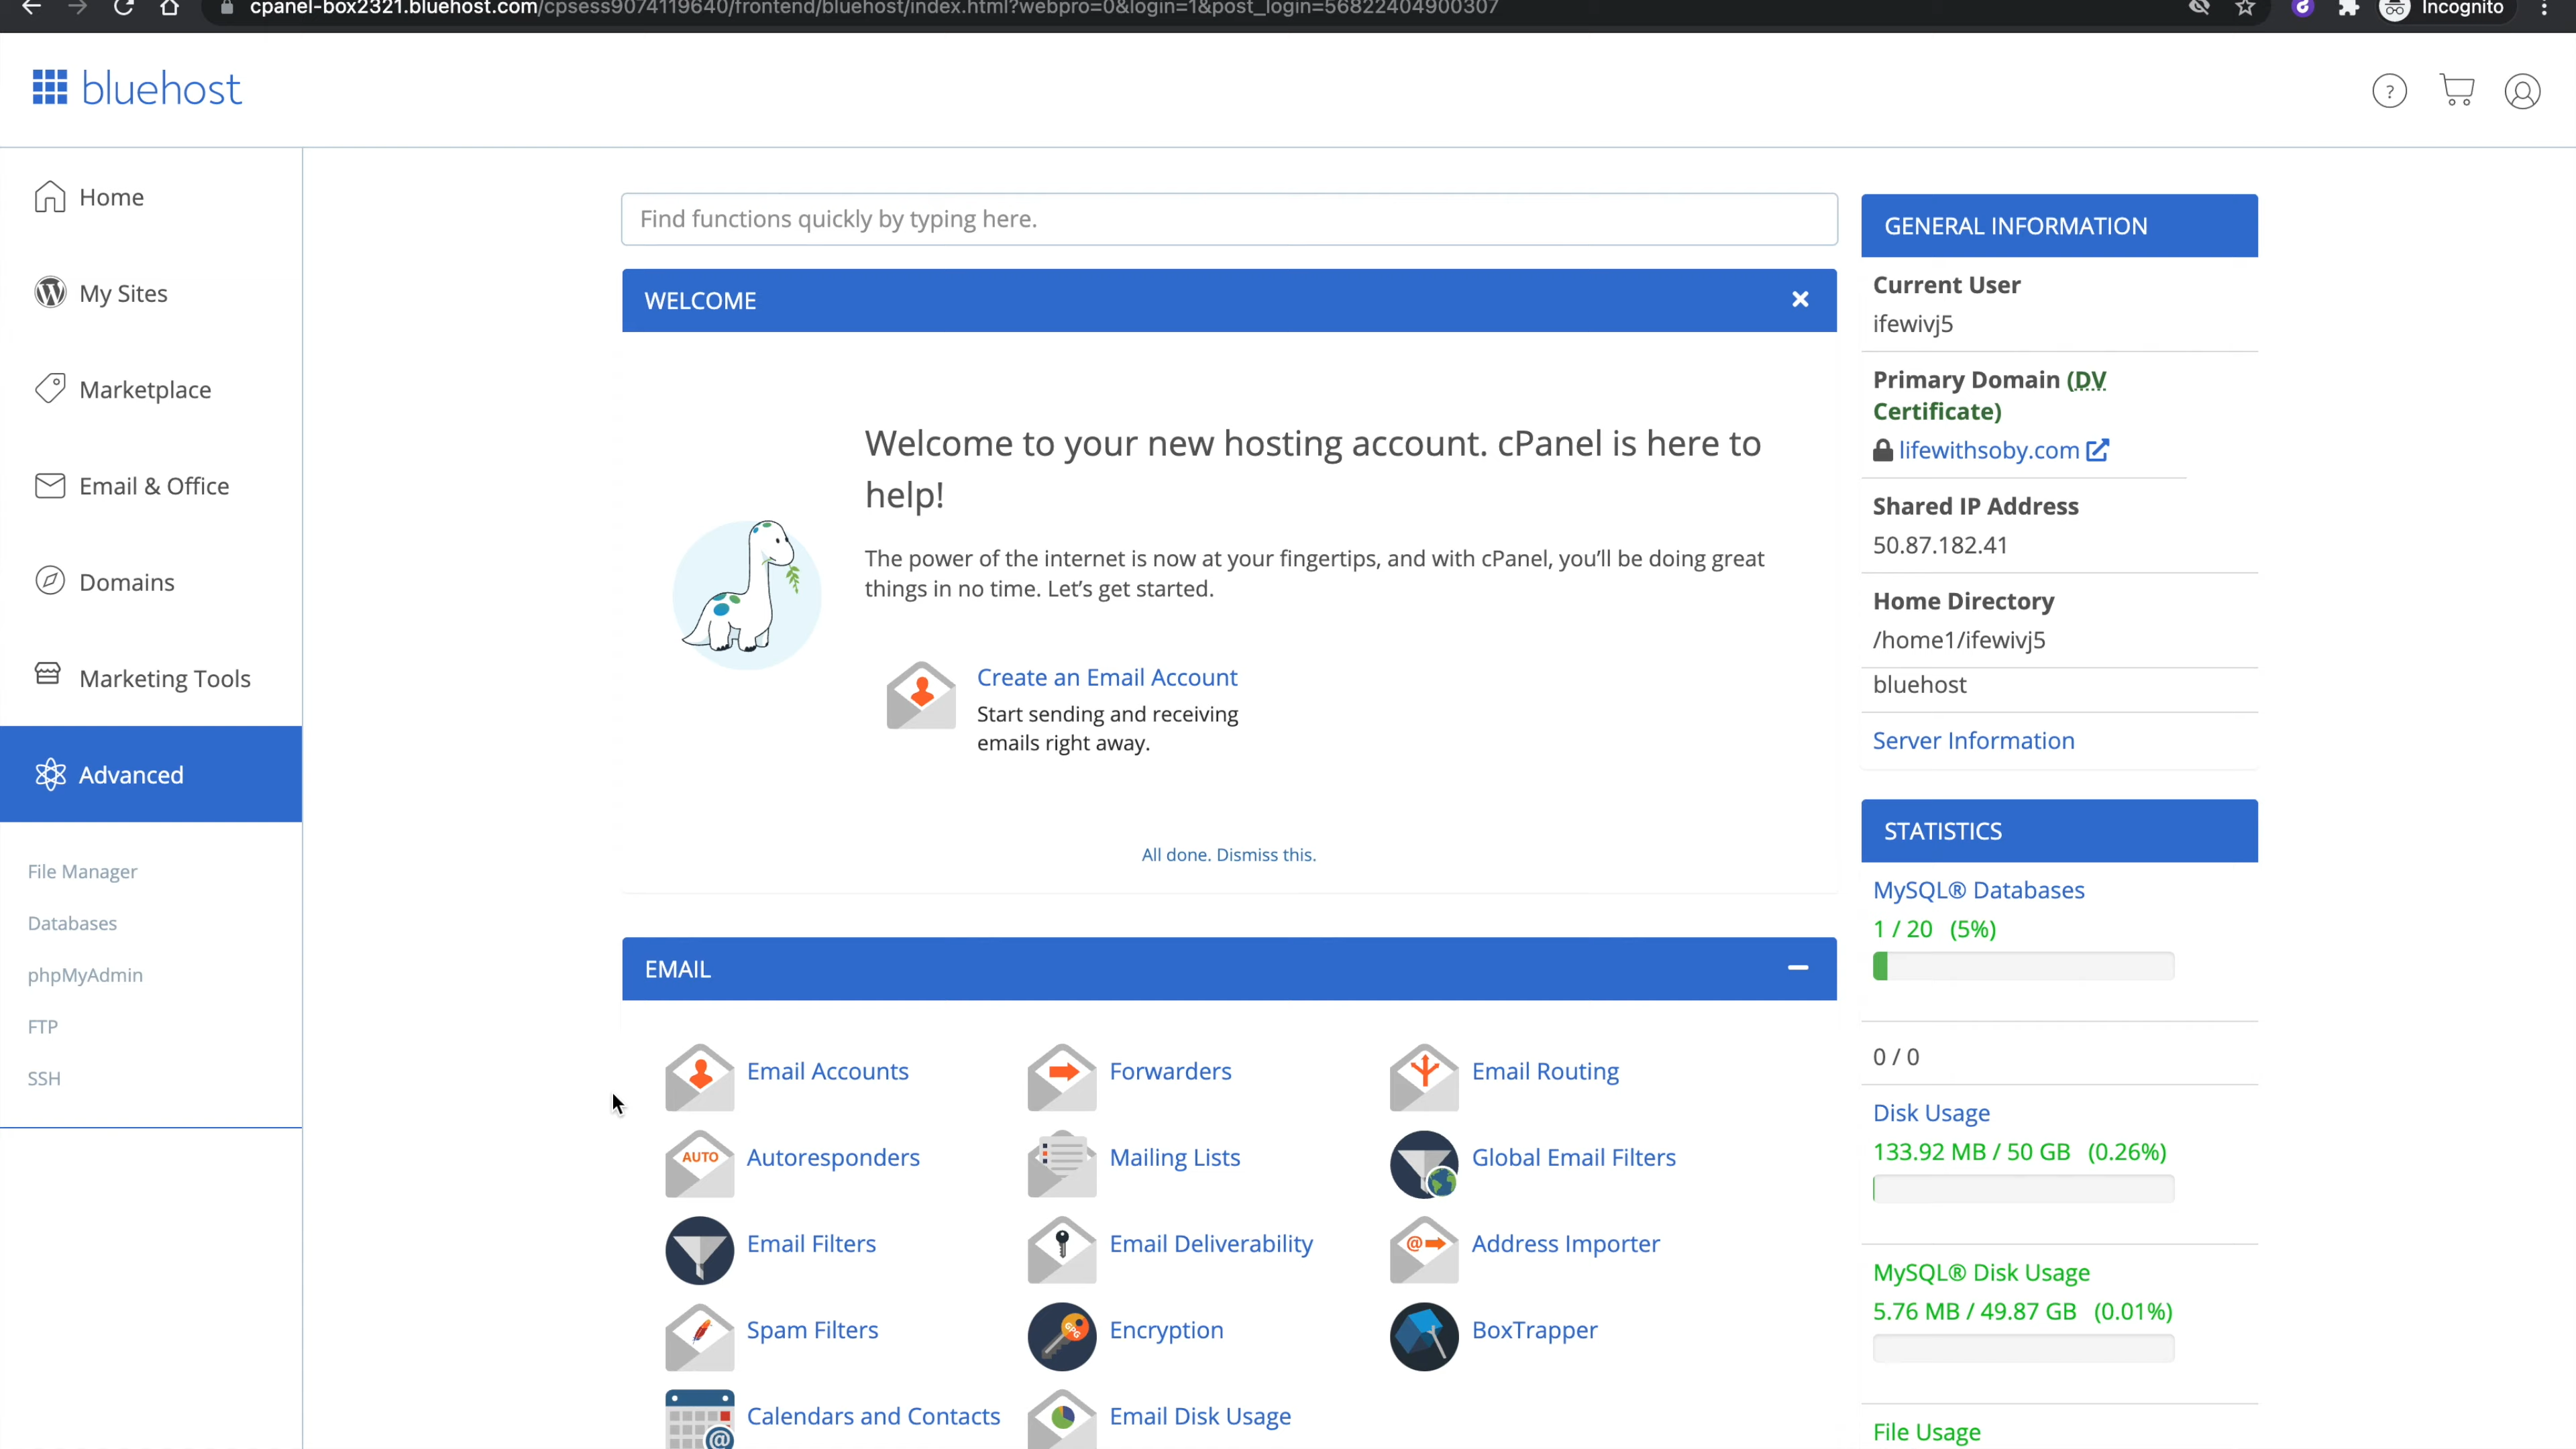 cpanel-box2321.bluehost.com/cpsess9074119640/frontend/bluehost/index.html?webpro=0&login=1&post_login=56822404900307
Incognito
bluehost
?
Home
My Sites
Marketplace
Email & Office
Domains
Marketing Tools
Advanced
File Manager
Databases
phpMyAdmin
FTP
SSH
Find functions quickly by typing here.
WELCOME
Welcome to your new hosting account. cPanel is here to
help!
The power of the internet is now at your fingertips, and with cPanel, you’ll be doing great
things in no time. Let’s get started.
Create an Email Account
Start sending and receiving
emails right away.
All done. Dismiss this.
EMAIL
Email Accounts
Forwarders
Email Routing
AUTO
Autoresponders
Mailing Lists
Global Email Filters
Email Filters
Email Deliverability
@
Address Importer
Spam Filters
GPG
Encryption
BoxTrapper
@
Calendars and Contacts
Email Disk Usage
GENERAL INFORMATION
Current User
ifewivj5
Primary Domain (DV
Certificate)
lifewithsoby.com
Shared IP Address
50.87.182.41
Home Directory
/home1/ifewivj5
bluehost
Server Information
STATISTICS
MySQL® Databases
1 / 20 (5%)
0 / 0
Disk Usage
133.92 MB / 50 GB (0.26%)
MySQL® Disk Usage
5.76 MB / 49.87 GB (0.01%)
File Usage